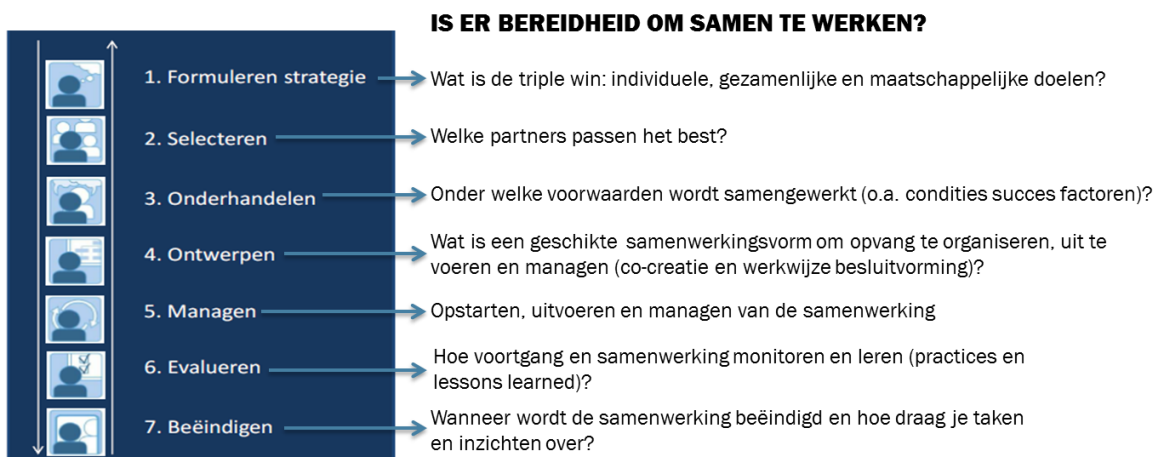 IS ER BEREIDHEID OM SAMEN TE WERKEN?
1. Formuleren strategie
Wat is de triple win: individuele, gezamenlijke en maatschappelijke doelen?
2. Selecteren
Welke partners passen het best?
3. Onderhandelen
Onder welke voorwaarden wordt samengewerkt (o.a. condities succes factoren)?
4. Ontwerpen
Wat is een geschikte samenwerkingsvorm om opvang te organiseren, uit te
voeren en managen (co-creatie en werkwijze besluitvorming)?
5. Managen
Opstarten, uitvoeren en managen van de samenwerking
6. Evalueren
Hoe voortgang en samenwerking monitoren en leren (practices en
lessons learned)?
7. Beëindigen
Wanneer wordt de samenwerking beëindigd en hoe draag je taken
en inzichten over?